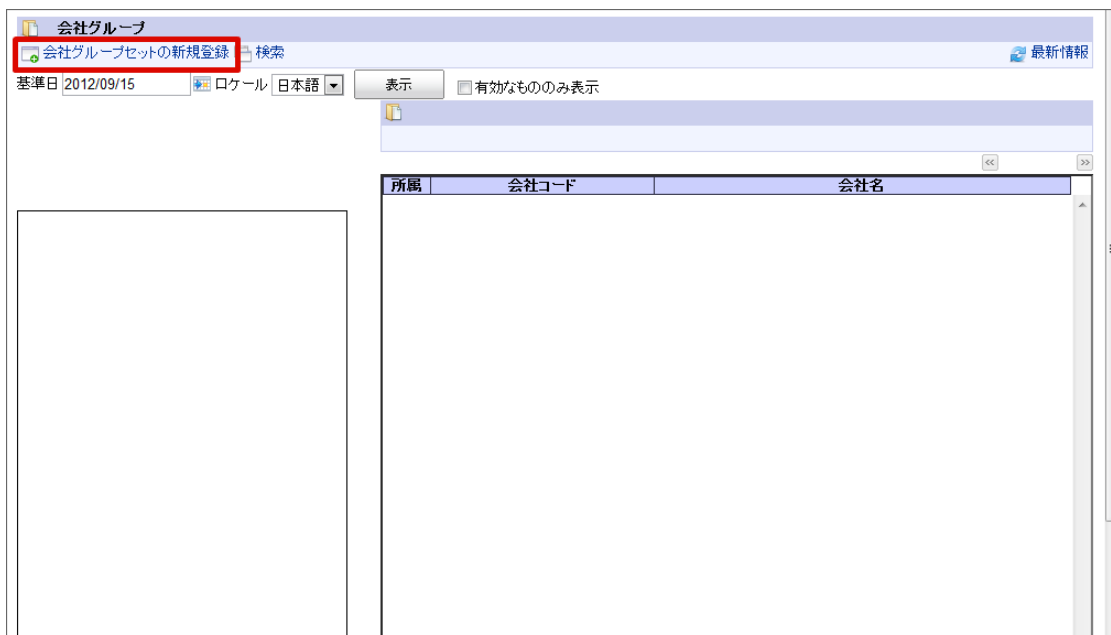 会社グループ
会社グループセットの新規登録 検索 最新情報
基準日 2012/09/15 ロケール 日本語 表示 有効なもののみ表示
<< >>
所属 会社コード 会社名